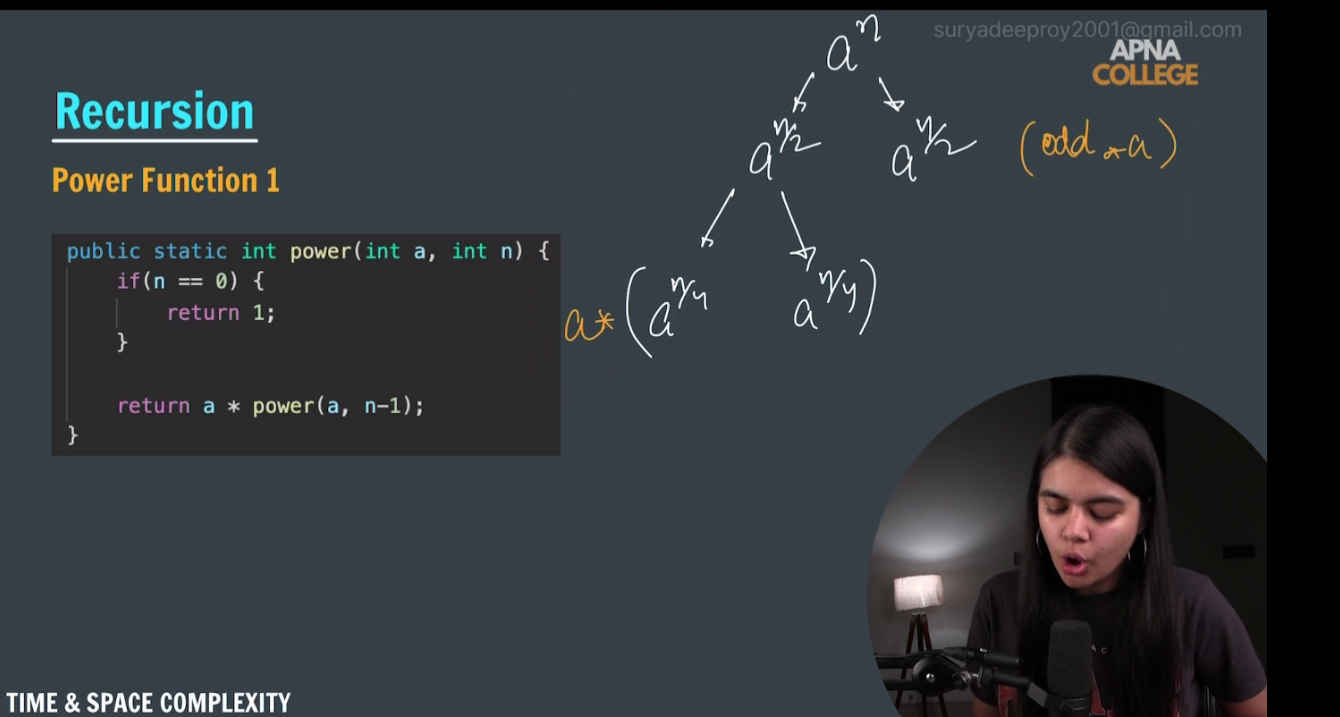 suryadeeproy2001@gmail.com
APNA
COLLEGE
Recursion
Power Function 1
public static int power(int a, int n) {
if(n == 0) {
return 1;
}
return a * power(a, n-1);
}
aⁿ
a^n/2 a^n/2 (odd * a)
a* (a^n/4 a^n/4)
TIME & SPACE COMPLEXITY